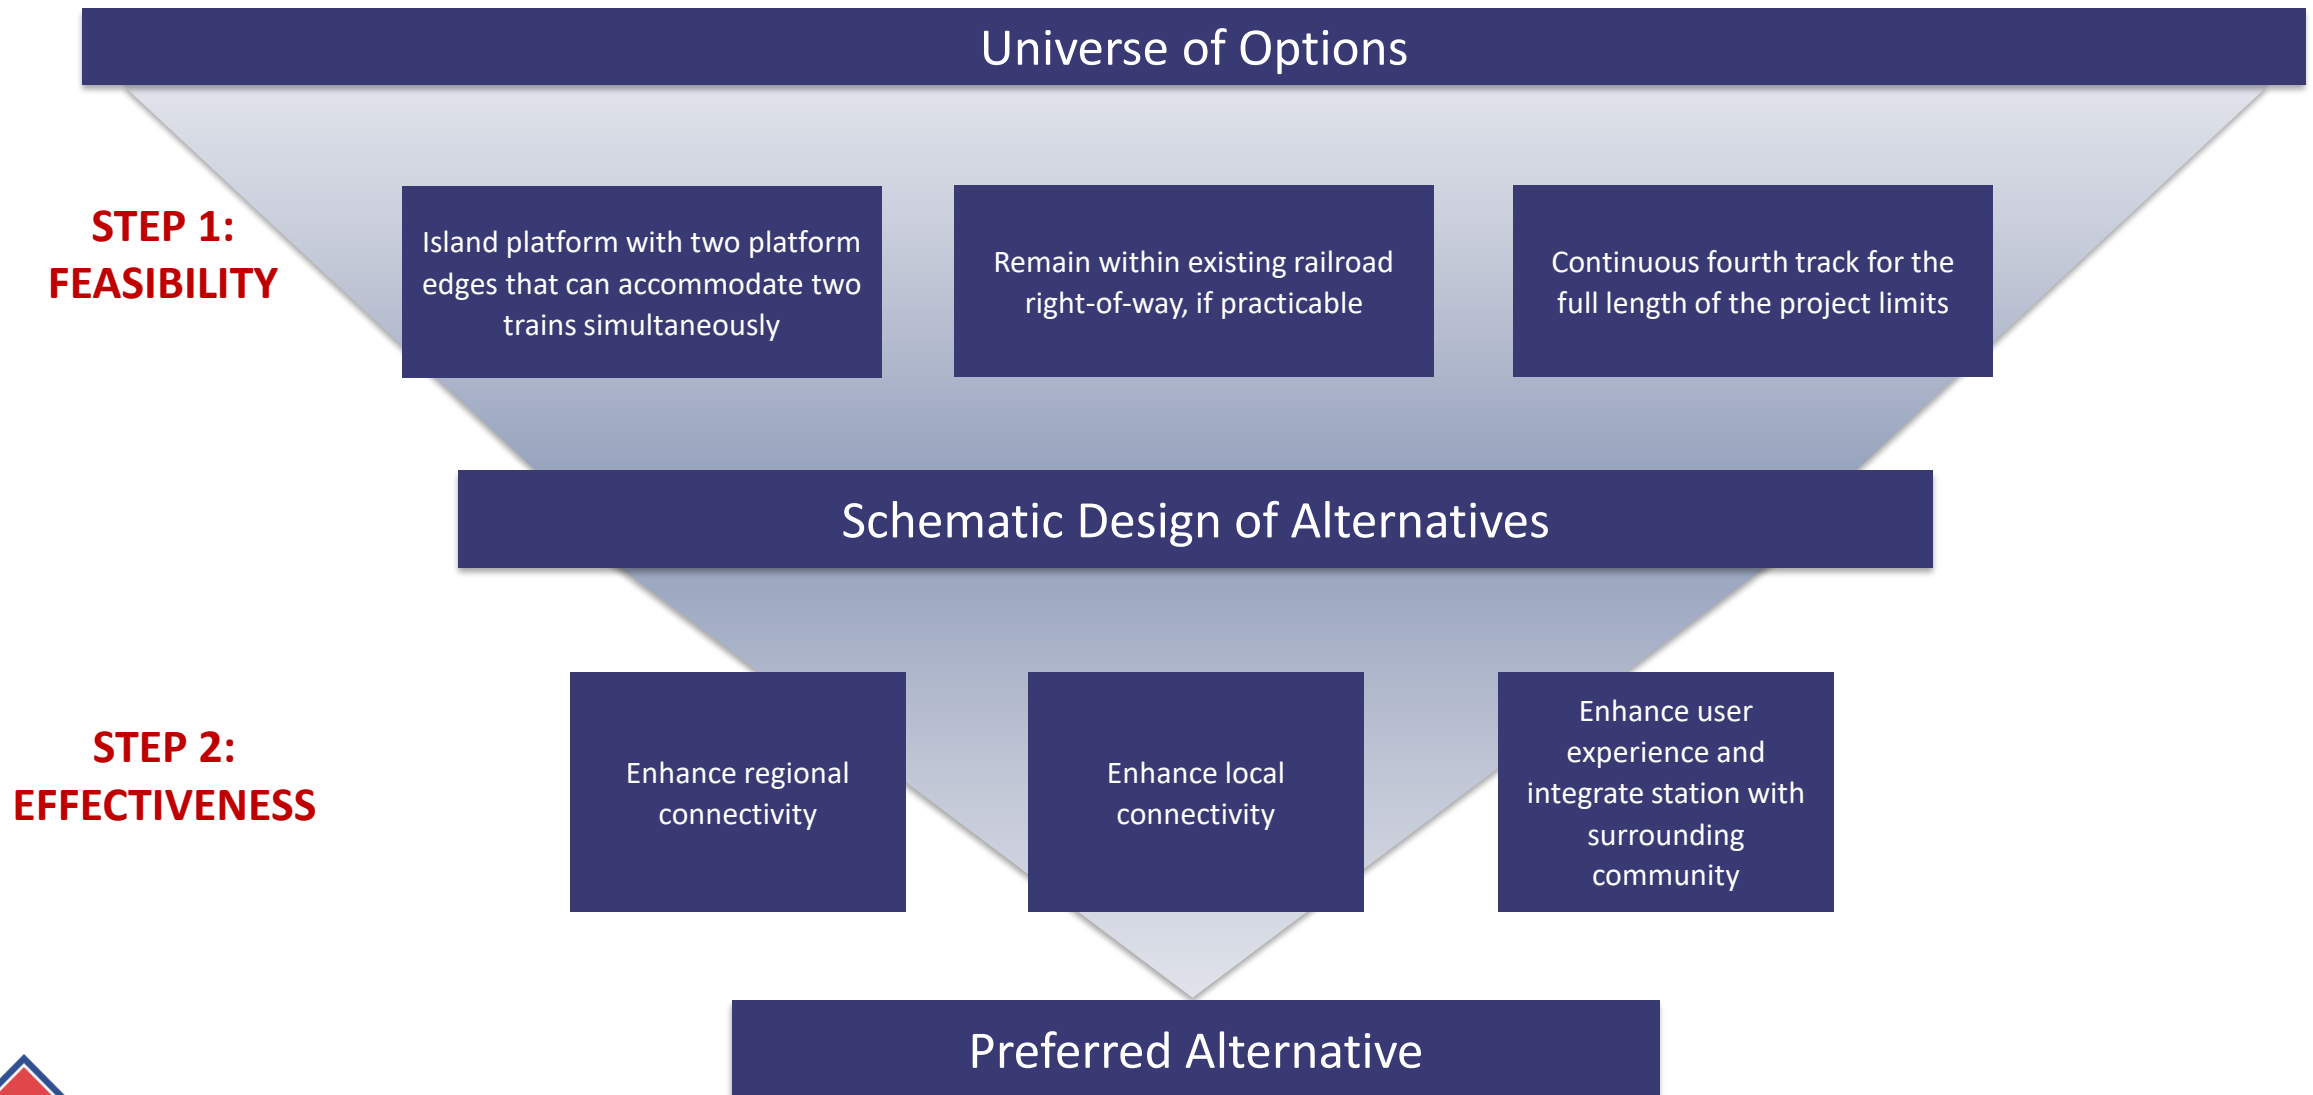 Universe of Options
STEP 1:
FEASIBILITY
Island platform with two platform
edges that can accommodate two
trains simultaneously
Remain within existing railroad
right-of-way, if practicable
Continuous fourth track for the
full length of the project limits
Schematic Design of Alternatives
STEP 2:
EFFECTIVENESS
Enhance regional
connectivity
Enhance local
connectivity
Enhance user
experience and
integrate station with
surrounding
community
Preferred Alternative